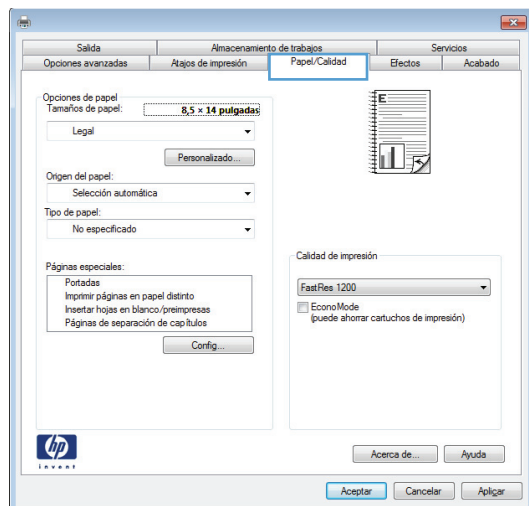 Salida Almacenamiento de trabajos Servicios
Opciones avanzadas Atajos de impresión Papel/Calidad Efectos Acabado
Opciones de papel
Tamaños de papel: 8,5 × 14 pulgadas
Legal
Personalizado...
Origen del papel:
Selección automática
Tipo de papel:
No especificado
Páginas especiales:
Portadas
Imprimir páginas en papel distinto
Insertar hojas en blanco/preimpresas
Páginas de separación de capítulos
Config...
E
Calidad de impresión
FastRes 1200
EconoMode
(puede ahorrar cartuchos de impresión)
hp
invent
Acerca de... Ayuda
Aceptar Cancelar Aplicar